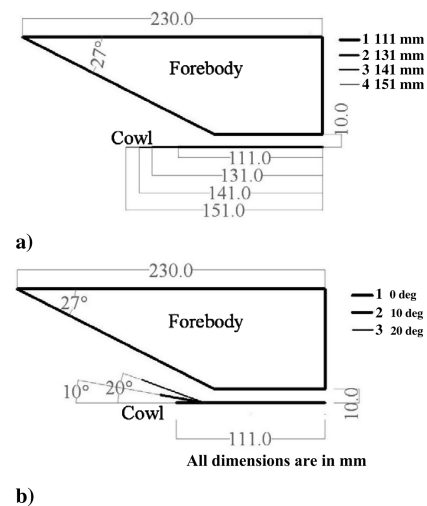 230.0
1 111 mm
2 131 mm
3 141 mm
4 151 mm
27°
Forebody
10.0
Cowl
111.0
131.0
141.0
151.0
a)
230.0
1 0 deg
2 10 deg
3 20 deg
27°
Forebody
10° 20°
Cowl
10.0
111.0
All dimensions are in mm
b)